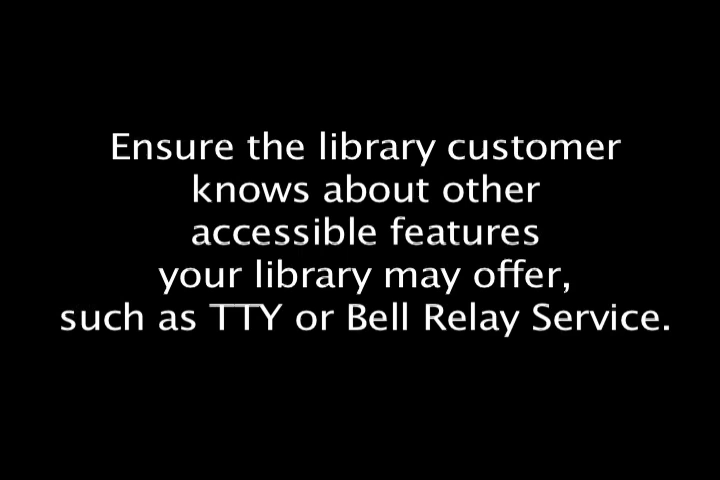 Ensure the library customer
knows about other
accessible features
your library may offer,
such as TTY or Bell Relay Service.